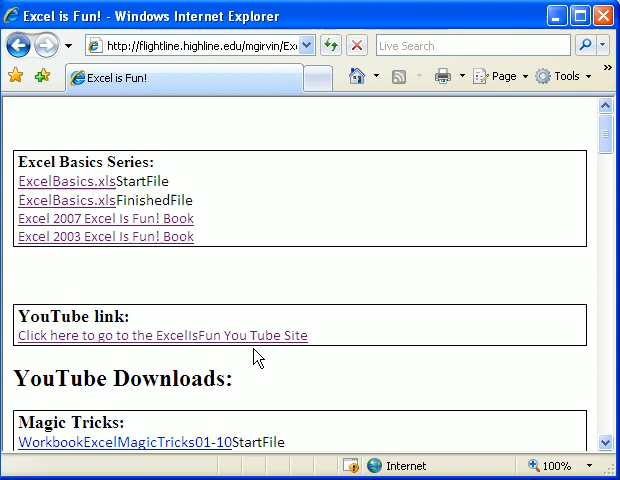 Excel is Fun! - Windows Internet Explorer
http://flightline.highline.edu/mgirvin/Exc
Live Search
Excel is Fun!
Page
Tools
Excel Basics Series:
ExcelBasics.xlsStartFile
ExcelBasics.xlsFinishedFile
Excel 2007 Excel Is Fun! Book
Excel 2003 Excel Is Fun! Book
YouTube link:
Click here to go to the ExcelIsFun You Tube Site
YouTube Downloads:
Magic Tricks:
WorkbookExcelMagicTricks01-10StartFile
Internet
100%